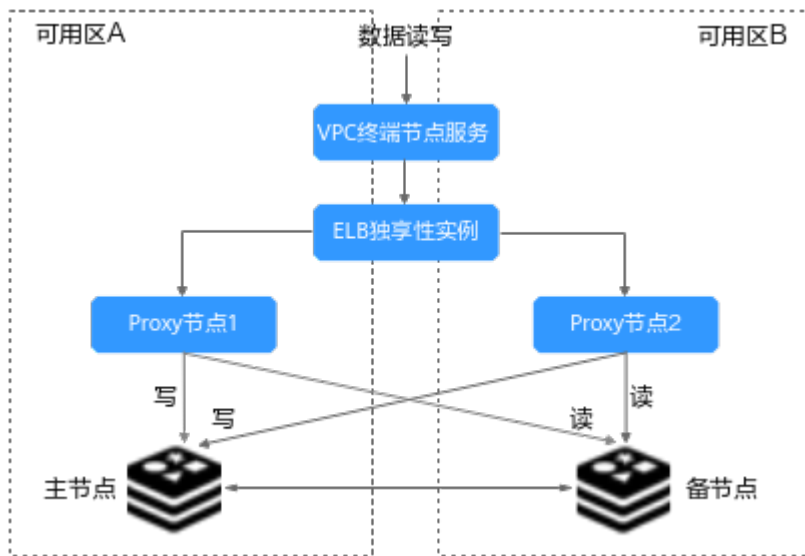 可用区A
数据读写
可用区B
VPC终端节点服务
ELB独享性实例
Proxy节点1
Proxy节点2
写
写
读
读
主节点
备节点